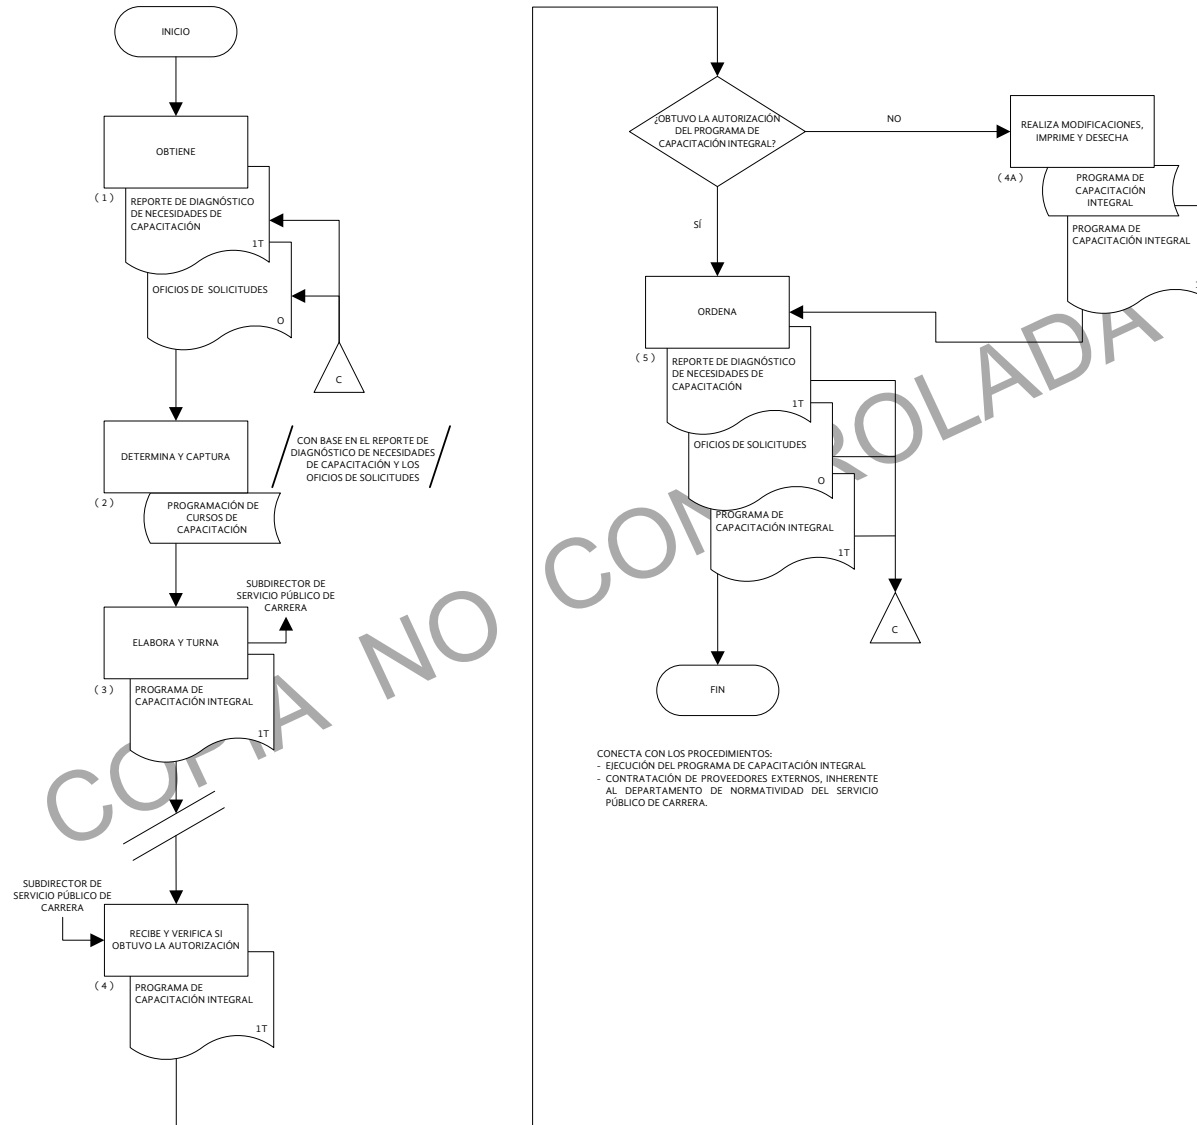 INICIO
OBTIENE
( 1 )
REPORTE DE DIAGNÓSTICO
DE NECESIDADES DE
CAPACITACIÓN
1T
OFICIOS DE SOLICITUDES
O
C
DETERMINA Y CAPTURA
( 2 )
CON BASE EN EL REPORTE DE
DIAGNÓSTICO DE NECESIDADES
DE CAPACITACIÓN Y LOS
OFICIOS DE SOLICITUDES
PROGRAMACIÓN DE
CURSOS DE
CAPACITACIÓN
SUBDIRECTOR DE
SERVICIO PÚBLICO DE
CARRERA
ELABORA Y TURNA
( 3 )
PROGRAMA DE
CAPACITACIÓN INTEGRAL
1T
SUBDIRECTOR DE
SERVICIO PÚBLICO DE
CARRERA
RECIBE Y VERIFICA SI
OBTUVO LA AUTORIZACIÓN
( 4 )
PROGRAMA DE
CAPACITACIÓN INTEGRAL
1T
¿OBTUVO LA AUTORIZACIÓN
DEL PROGRAMA DE
CAPACITACIÓN INTEGRAL?
NO
SÍ
REALIZA MODIFICACIONES,
IMPRIME Y DESECHA
( 4A )
PROGRAMA DE
CAPACITACIÓN
INTEGRAL
PROGRAMA DE
CAPACITACIÓN INTEGRAL
ORDENA
( 5 )
REPORTE DE DIAGNÓSTICO
DE NECESIDADES DE
CAPACITACIÓN
1T
OFICIOS DE SOLICITUDES
O
PROGRAMA DE
CAPACITACIÓN INTEGRAL
1T
C
FIN
CONECTA CON LOS PROCEDIMIENTOS:
- EJECUCIÓN DEL PROGRAMA DE CAPACITACIÓN INTEGRAL
- CONTRATACIÓN DE PROVEEDORES EXTERNOS, INHERENTE
AL DEPARTAMENTO DE NORMATIVIDAD DEL SERVICIO
PÚBLICO DE CARRERA.
COPIA NO CONTROLADA